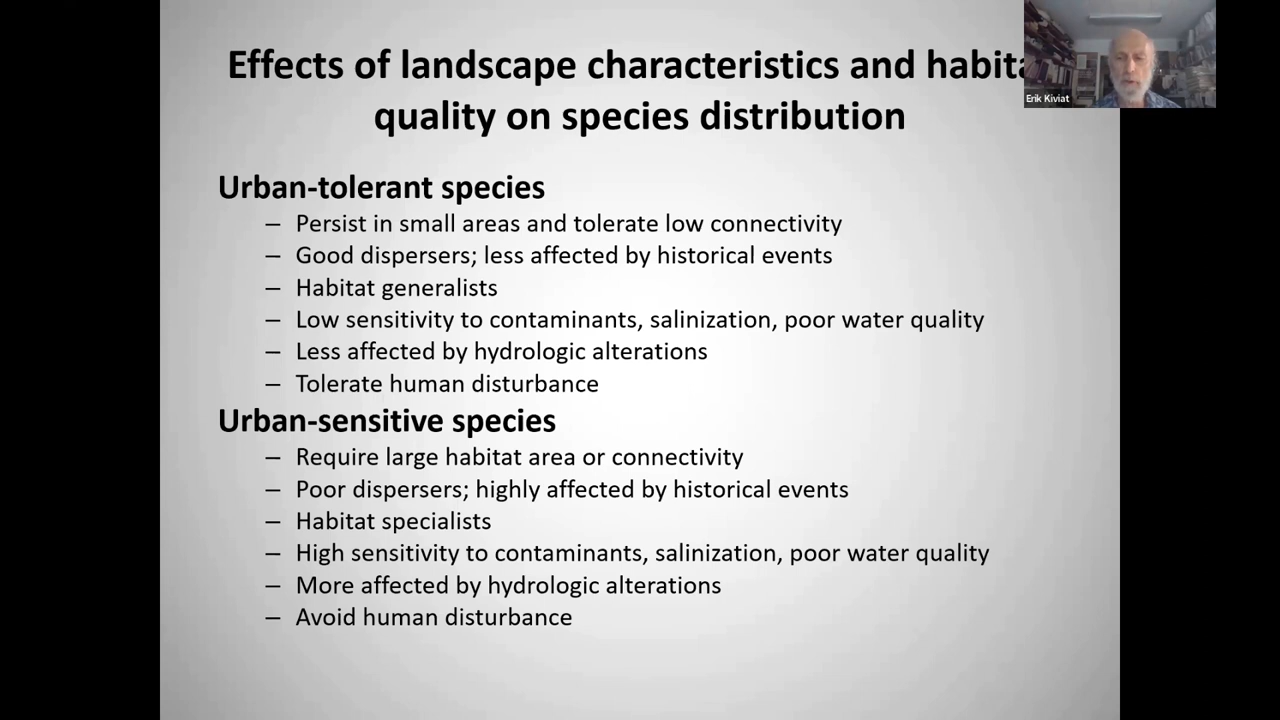 Effects of landscape characteristics and habita
quality on species distribution
Erik Kiviat
Urban-tolerant species
– Persist in small areas and tolerate low connectivity
– Good dispersers; less affected by historical events
– Habitat generalists
– Low sensitivity to contaminants, salinization, poor water quality
– Less affected by hydrologic alterations
– Tolerate human disturbance
Urban-sensitive species
– Require large habitat area or connectivity
– Poor dispersers; highly affected by historical events
– Habitat specialists
– High sensitivity to contaminants, salinization, poor water quality
– More affected by hydrologic alterations
– Avoid human disturbance